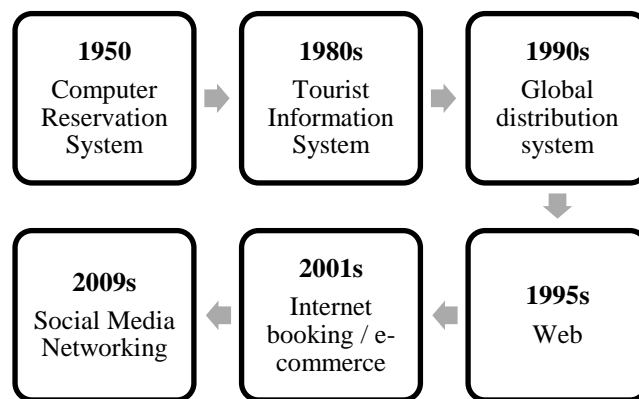 1950
Computer
Reservation
System
1980s
Tourist
Information
System
1990s
Global
distribution
system
1995s
Web
2001s
Internet
booking / e-
commerce
2009s
Social Media
Networking